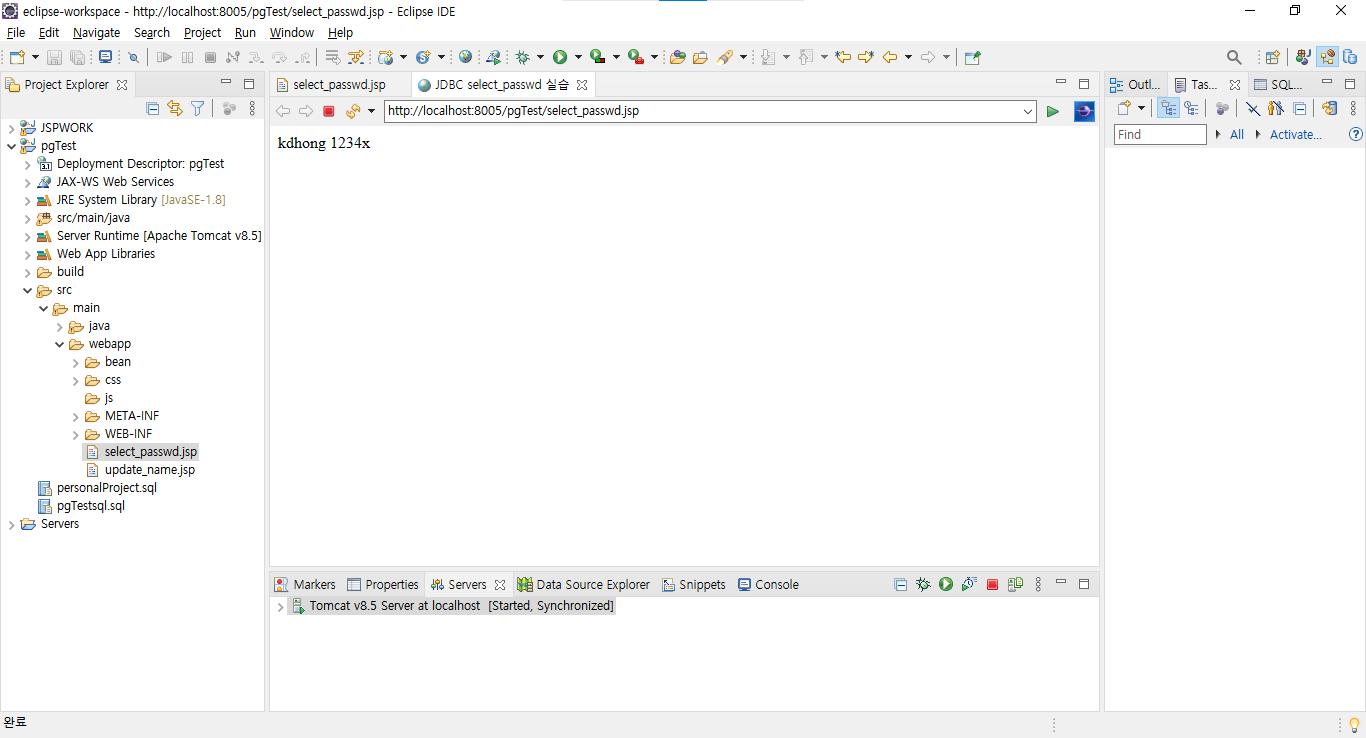 eclipse-workspace - http://localhost:8005/pgTest/select_passwd.jsp - Eclipse IDE
File Edit Navigate Search Project Run Window Help
Project Explorer
JSPWORK
pgTest
Deployment Descriptor: pgTest
JAX-WS Web Services
JRE System Library [JavaSE-1.8]
src/main/java
Server Runtime [Apache Tomcat v8.5]
Web App Libraries
build
src
main
java
webapp
bean
css
js
META-INF
WEB-INF
select_passwd.jsp
update_name.jsp
personalProject.sql
pgTestsql.sql
Servers
select_passwd.jsp JDBC select_passwd 실습
http://localhost:8005/pgTest/select_passwd.jsp
kdhong 1234x
Markers Properties Servers Data Source Explorer Snippets Console
Tomcat v8.5 Server at localhost [Started, Synchronized]
Outl... Tas... SQL...
Find All Activate...
완료